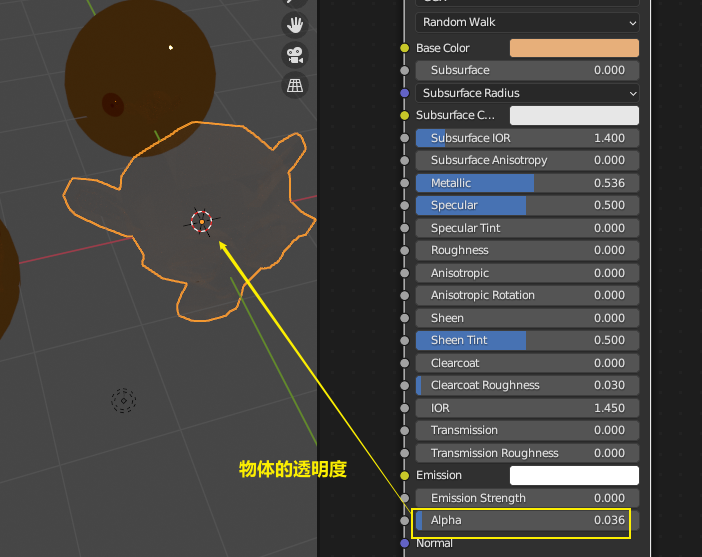 Random Walk
Base Color
Subsurface 0.000
Subsurface Radius
Subsurface C...
Subsurface IOR 1.400
Subsurface Anisotropy 0.000
Metallic 0.536
Specular 0.500
Specular Tint 0.000
Roughness 0.000
Anisotropic 0.000
Anisotropic Rotation 0.000
Sheen 0.000
Sheen Tint 0.500
Clearcoat 0.000
Clearcoat Roughness 0.030
IOR 1.450
Transmission 0.000
Transmission Roughness 0.000
物体的透明度
Emission
Emission Strength 0.000
Alpha 0.036
Normal